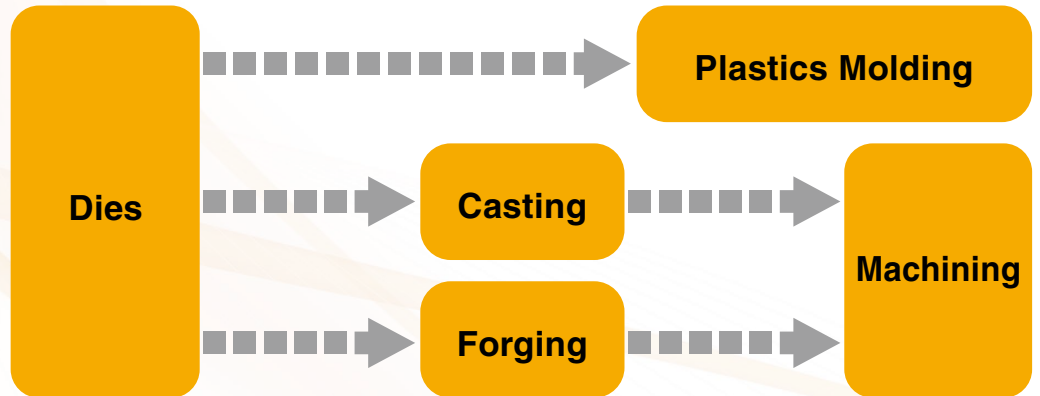 Plastics Molding
Dies
Casting
Machining
Forging